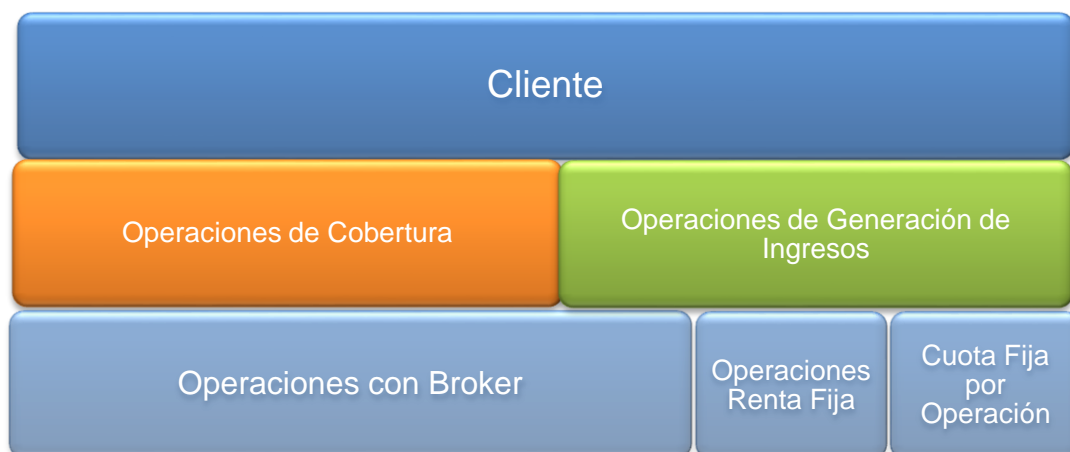 Cliente
Operaciones de Cobertura
Operaciones de Generación de
Ingresos
Operaciones con Broker
Operaciones
Renta Fija
Cuota Fija
por
Operación